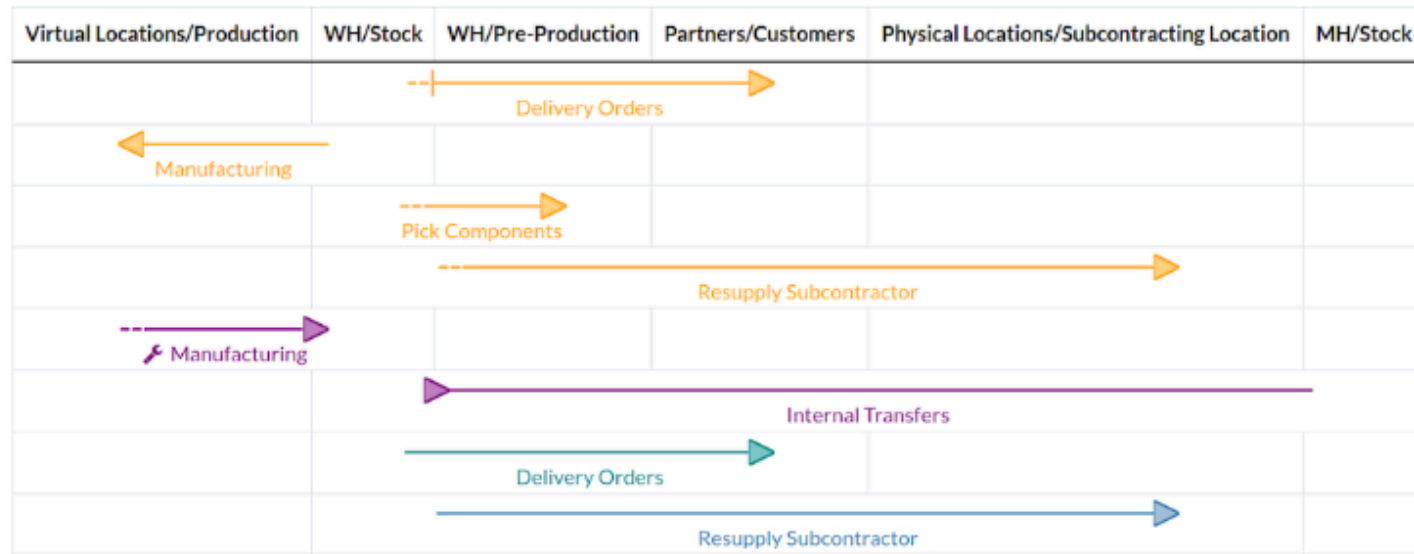 Virtual Locations/Production WH/Stock WH/Pre-Production Partners/Customers Physical Locations/Subcontracting Location MH/Stock
Delivery Orders
Manufacturing
Pick Components
Resupply Subcontractor
Manufacturing
Internal Transfers
Delivery Orders
Resupply Subcontractor